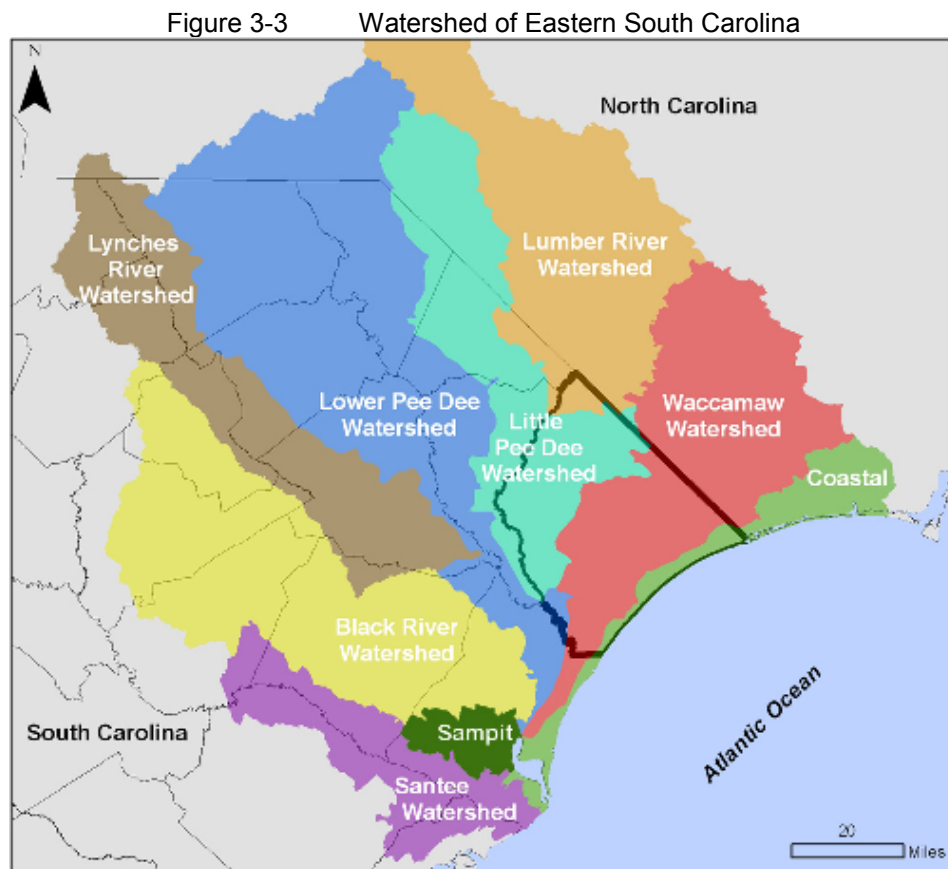 Figure 3-3 Watershed of Eastern South Carolina
N
North Carolina
Lynches
River
Watershed
Lumber River
Watershed
Lower Pee Dee
Watershed
Little
Pee Dee
Watershed
Waccamaw
Watershed
Coastal
Black River
Watershed
South Carolina
Sampit
Santee
Watershed
Atlantic Ocean
20
Miles